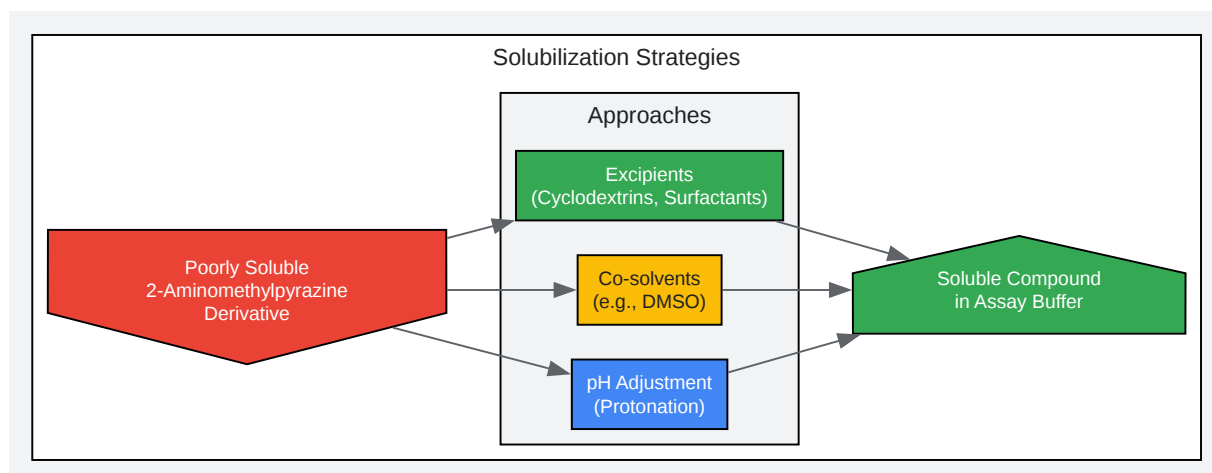 Solubilization Strategies
Approaches
Excipients
(Cyclodextrins, Surfactants)
Poorly Soluble
2-Aminomethylpyrazine
Derivative
Co-solvents
(e.g., DMSO)
Soluble Compound
in Assay Buffer
pH Adjustment
(Protonation)